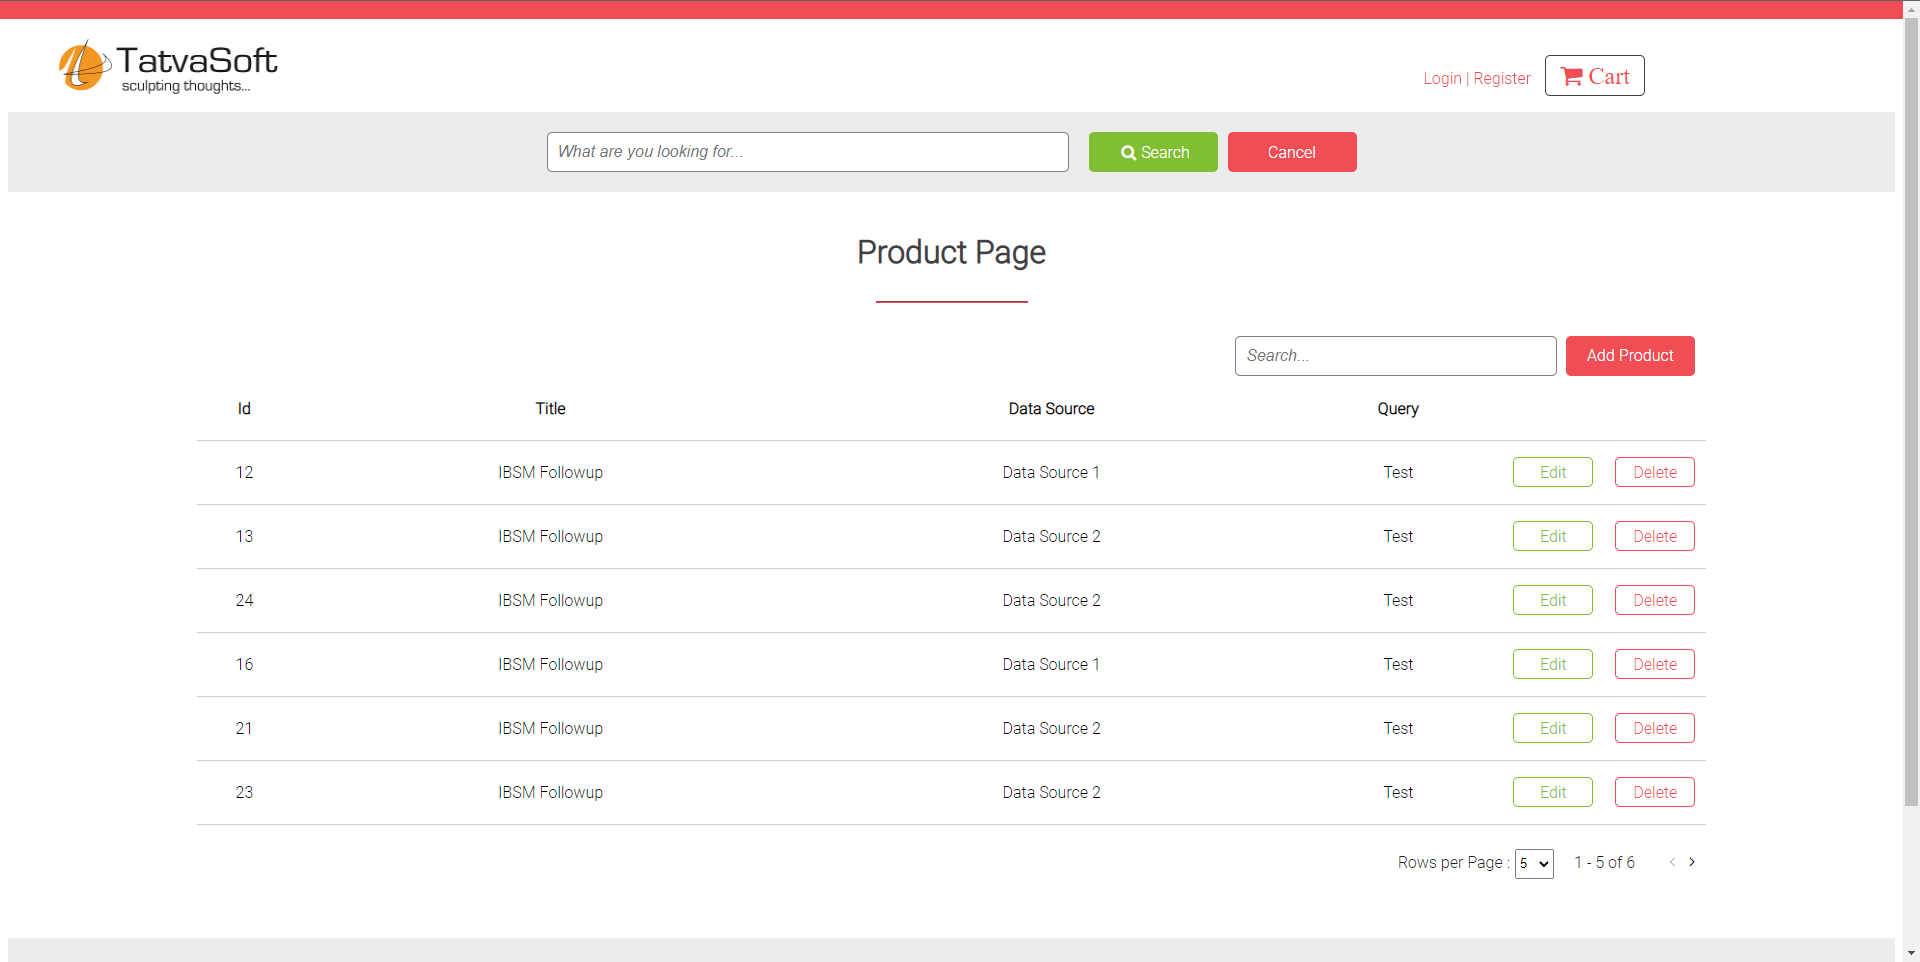 TatvaSoft
sculpting thoughts...
Login | Register
Cart
What are you looking for...
Search
Cancel
Product Page
Search...
Add Product
Id Title Data Source Query
12 IBSM Followup Data Source 1 Test Edit Delete
13 IBSM Followup Data Source 2 Test Edit Delete
24 IBSM Followup Data Source 2 Test Edit Delete
16 IBSM Followup Data Source 1 Test Edit Delete
21 IBSM Followup Data Source 2 Test Edit Delete
23 IBSM Followup Data Source 2 Test Edit Delete
Rows per Page : 5 1 - 5 of 6 < >